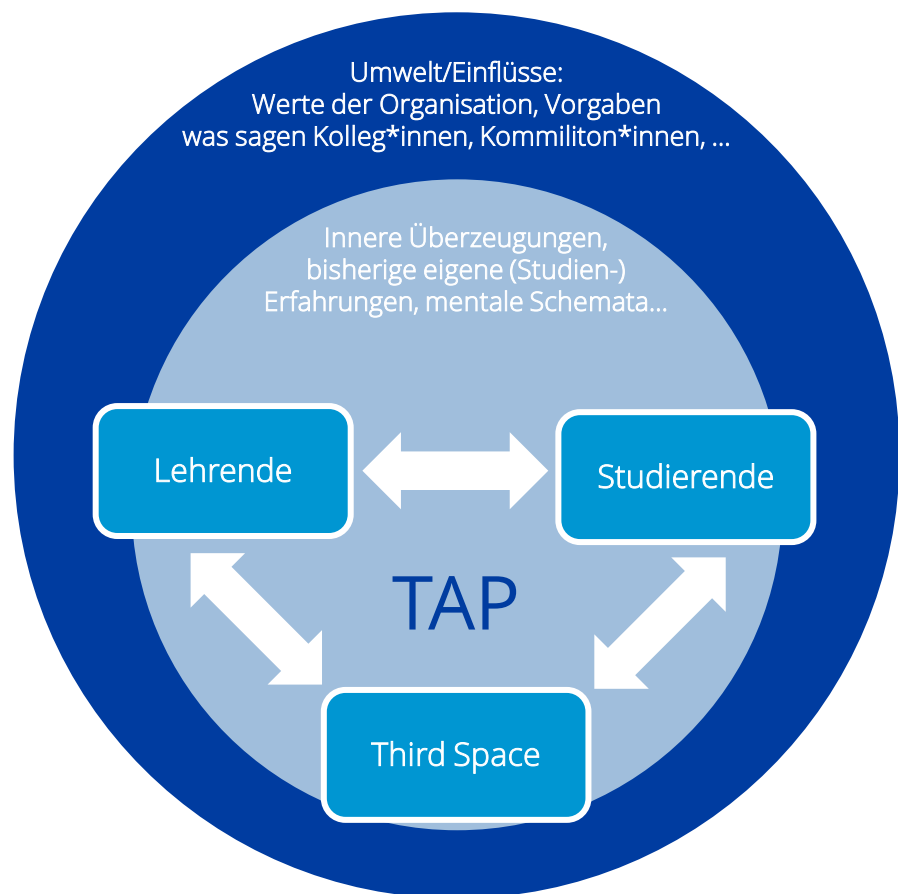 Umwelt/Einflüsse:
Werte der Organisation, Vorgaben
was sagen Kolleg*innen, Kommiliton*innen, ...
Innere Überzeugungen,
bisherige eigene (Studien-)
Erfahrungen, mentale Schemata...
Lehrende
Studierende
TAP
Third Space